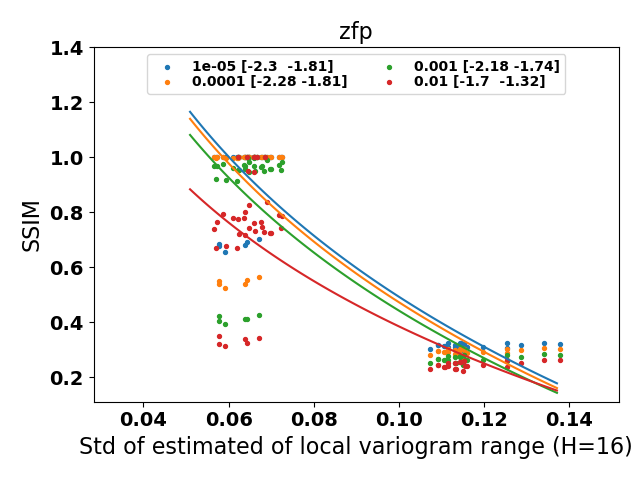 zfp
1e-05 [-2.3  -1.81]
0.0001 [-2.28 -1.81]
0.001 [-2.18 -1.74]
0.01 [-1.7  -1.32]
SSIM
1.4
1.2
1.0
0.8
0.6
0.4
0.2
0.04 0.06 0.08 0.10 0.12 0.14
Std of estimated of local variogram range (H=16)